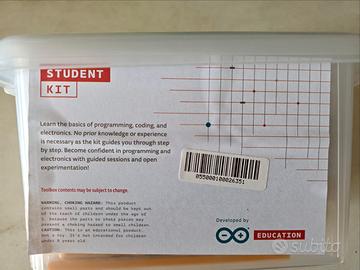 STUDENT
KIT
Learn the basics of programming, coding, and
electronics. No prior knowledge or experience
is necessary as the kit guides you through step
by step. Become confident in programming and
electronics with guided sessions and open
experimentation!
055000100026351
Toolbox contents may be subject to change.
WARNING, CHOKING HAZARD: This product
contains small parts and should be kept
out of the reach of children under the age of
3, because the parts or their pieces may
present a choking hazard to small children.
CAUTION: This is an educational product,
not a toy. It's not intended for children
under 8 years old
Developed by
EDUCATION
subito